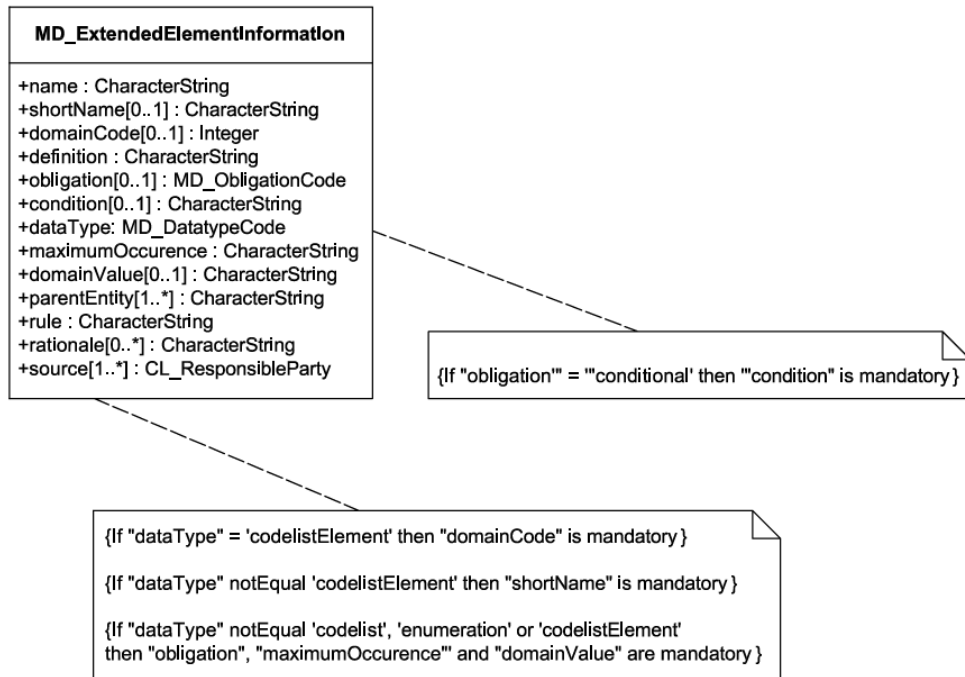 MD_ExtendedElementInformation
+name : CharacterString
+shortName[0..1] : CharacterString
+domainCode[0..1] : Integer
+definition : CharacterString
+obligation[0..1] : MD_ObligationCode
+condition[0..1] : CharacterString
+dataType: MD_DatatypeCode
+maximumOccurence : CharacterString
+domainValue[0..1] : CharacterString
+parentEntity[1..*] : CharacterString
+rule : CharacterString
+rationale[0..*] : CharacterString
+source[1..*] : CL_ResponsibleParty
{If "obligation'" = '"conditional' then '"condition" is mandatory}
{If "dataType" = 'codelistElement' then "domainCode" is mandatory}
{If "dataType" notEqual 'codelistElement' then "shortName" is mandatory}
{If "dataType" notEqual 'codelist', 'enumeration' or 'codelistElement'
then "obligation", "maximumOccurence'" and "domainValue" are mandatory}